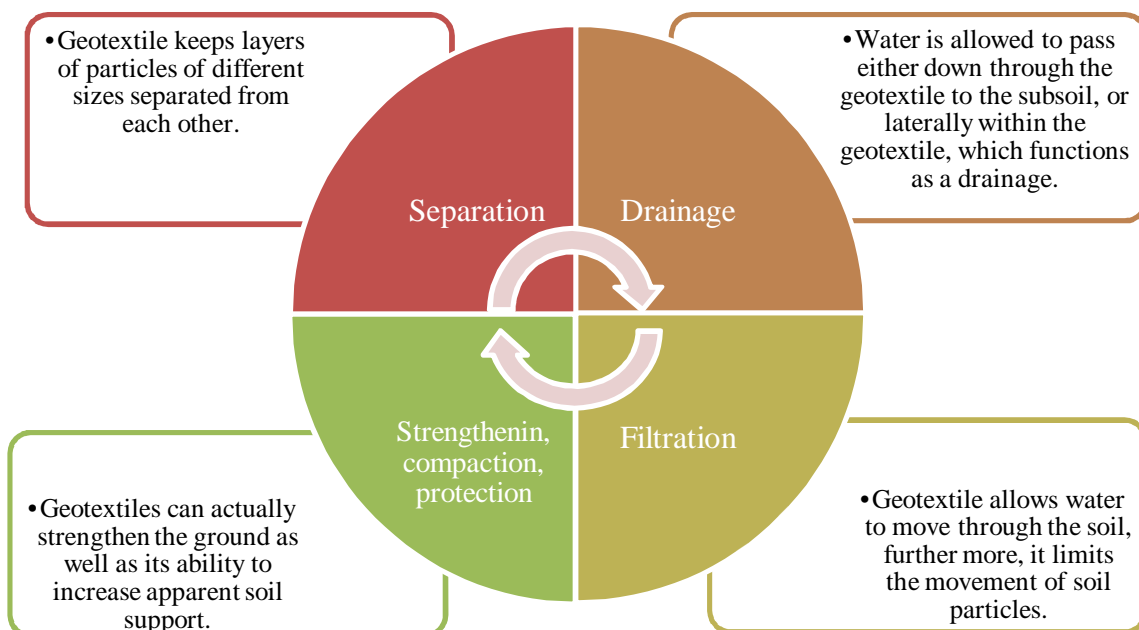 •Geotextile keeps layers
of particles of different
sizes separated from
each other.
•Water is allowed to pass
either down through the
geotextile to the subsoil, or
laterally within the
geotextile, which functions
as a drainage.
Separation
Drainage
Strengthenin,
compaction,
protection
Filtration
•Geotextiles can actually
strengthen the ground as
well as its ability to
increase apparent soil
support.
•Geotextile allows water
to move through the soil,
further more, it limits
the movement of soil
particles.